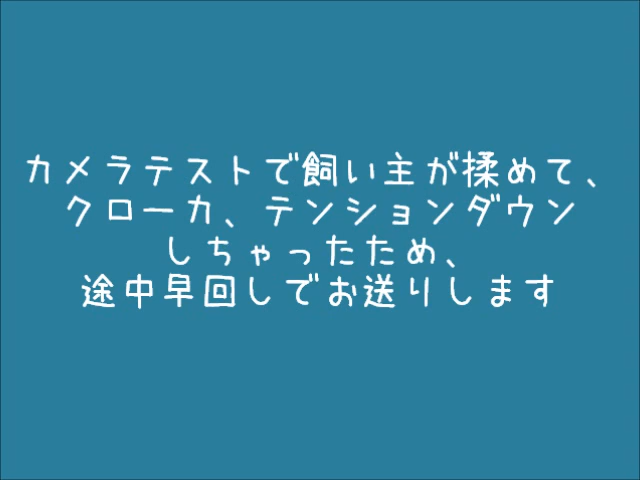 カメラテストで飼い主が揉めて、
クローカ、テンションダウン
しちゃったため、
途中早回しでお送りします